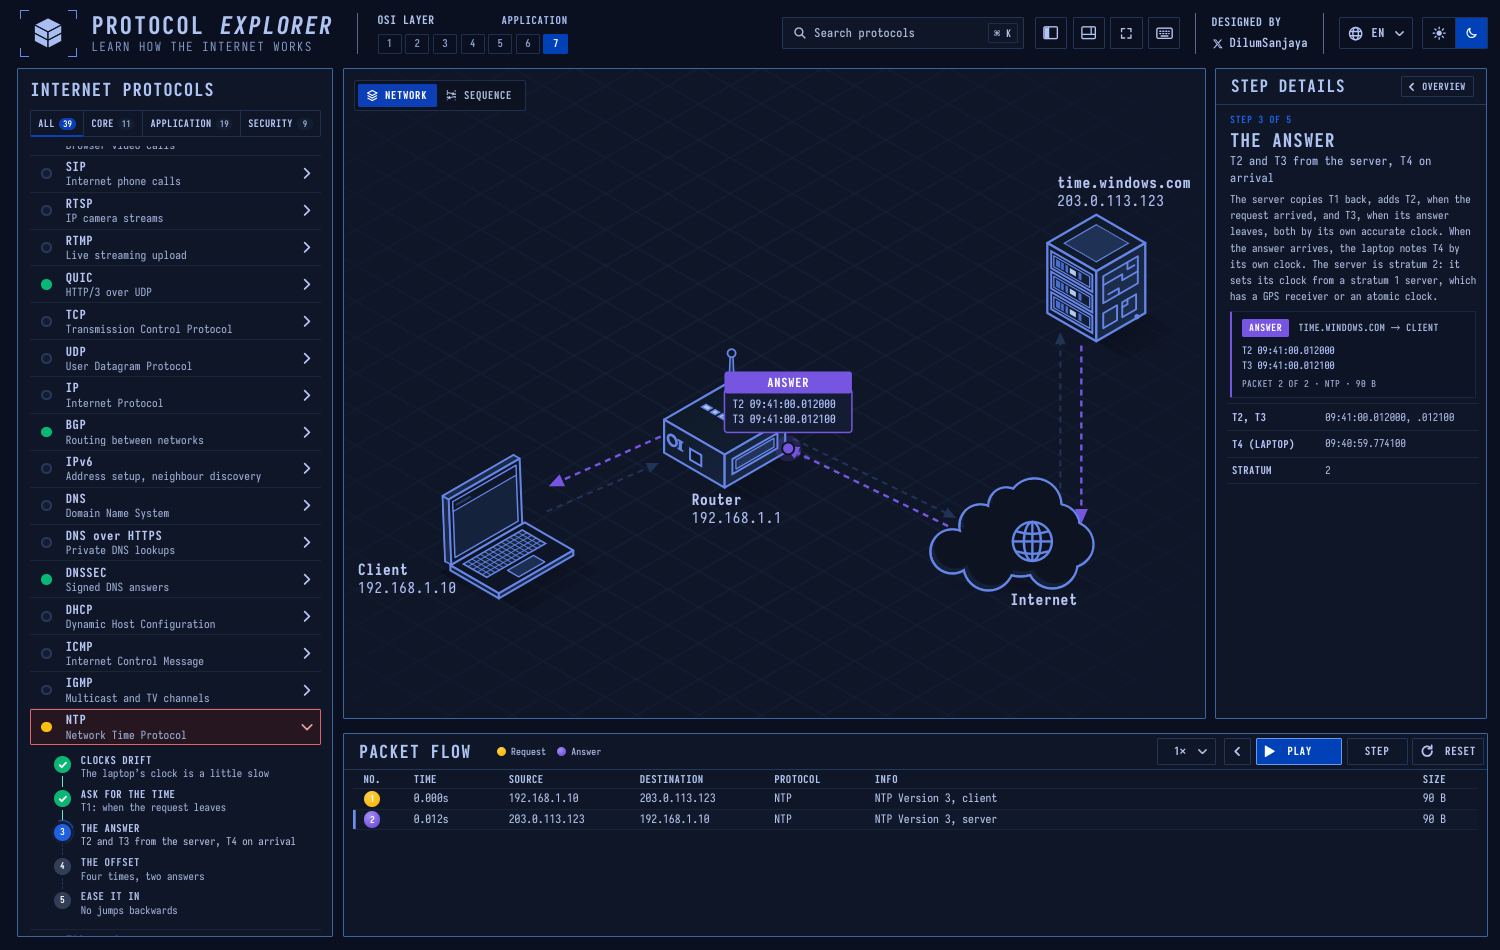 PROTOCOL EXPLORER
LEARN HOW THE INTERNET WORKS
OSI LAYER APPLICATION
1 2 3 4 5 6 7
Search protocols ⌘ K
DESIGNED BY
DilumSanjaya
EN
INTERNET PROTOCOLS
ALL 39 CORE 11 APPLICATION 19 SECURITY 9
Browser video calls
SIP
Internet phone calls
RTSP
IP camera streams
RTMP
Live streaming upload
QUIC
HTTP/3 over UDP
TCP
Transmission Control Protocol
UDP
User Datagram Protocol
IP
Internet Protocol
BGP
Routing between networks
IPv6
Address setup, neighbour discovery
DNS
Domain Name System
DNS over HTTPS
Private DNS lookups
DNSSEC
Signed DNS answers
DHCP
Dynamic Host Configuration
ICMP
Internet Control Message
IGMP
Multicast and TV channels
NTP
Network Time Protocol
CLOCKS DRIFT
The laptop's clock is a little slow
ASK FOR THE TIME
T1: when the request leaves
3 THE ANSWER
T2 and T3 from the server, T4 on arrival
4 THE OFFSET
Four times, two answers
5 EASE IT IN
No jumps backwards
NETWORK SEQUENCE
time.windows.com
203.0.113.123
ANSWER
T2 09:41:00.012000
T3 09:41:00.012100
Router
192.168.1.1
Client
192.168.1.10
Internet
STEP DETAILS OVERVIEW
STEP 3 OF 5
THE ANSWER
T2 and T3 from the server, T4 on
arrival
The server copies T1 back, adds T2, when the
request arrived, and T3, when its answer
leaves, both by its own accurate clock. When
the answer arrives, the laptop notes T4 by
its own clock. The server is stratum 2: it
sets its clock from a stratum 1 server, which
has a GPS receiver or an atomic clock.
ANSWER TIME.WINDOWS.COM → CLIENT
T2 09:41:00.012000
T3 09:41:00.012100
PACKET 2 OF 2 · NTP · 90 B
T2, T3 09:41:00.012000, .012100
T4 (LAPTOP) 09:40:59.774100
STRATUM 2
PACKET FLOW Request Answer 1× PLAY STEP RESET
NO. TIME SOURCE DESTINATION PROTOCOL INFO SIZE
1 0.000s 192.168.1.10 203.0.113.123 NTP NTP Version 3, client 90 B
2 0.012s 203.0.113.123 192.168.1.10 NTP NTP Version 3, server 90 B